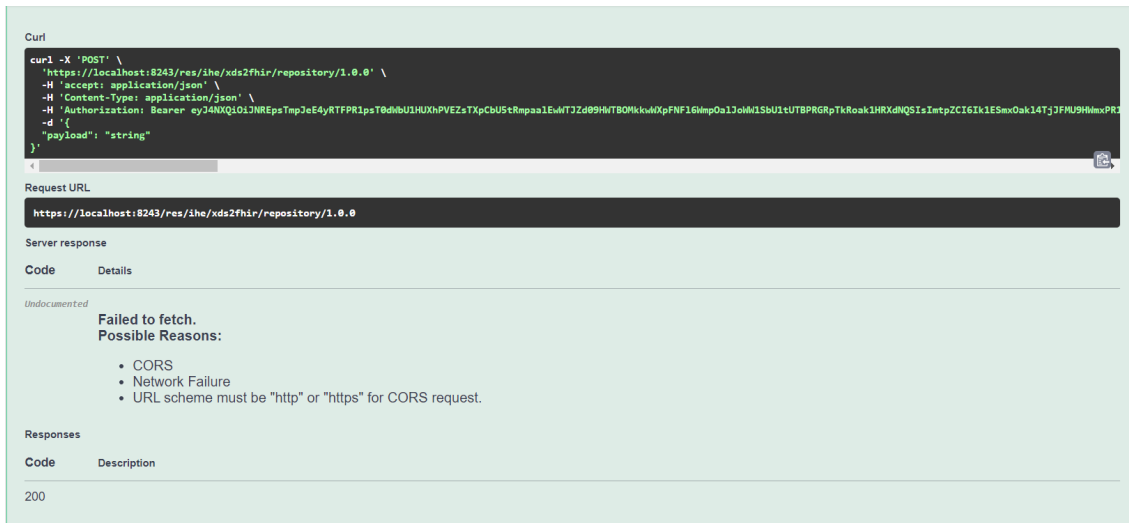 Curl
curl -X 'POST' \
'https://localhost:8243/res/ihe/xds2fhir/repository/1.0.0' \
-H 'accept: application/json' \
-H 'Content-Type: application/json' \
-H 'Authorization: Bearer
-d '{
"payload": "string"
}'
Request URL
https://localhost:8243/res/ihe/xds2fhir/repository/1.0.0
Server response
Code Details
Undocumented
Failed to fetch.
Possible Reasons:
• CORS
• Network Failure
• URL scheme must be "http" or "https" for CORS request.
Responses
Code Description
200